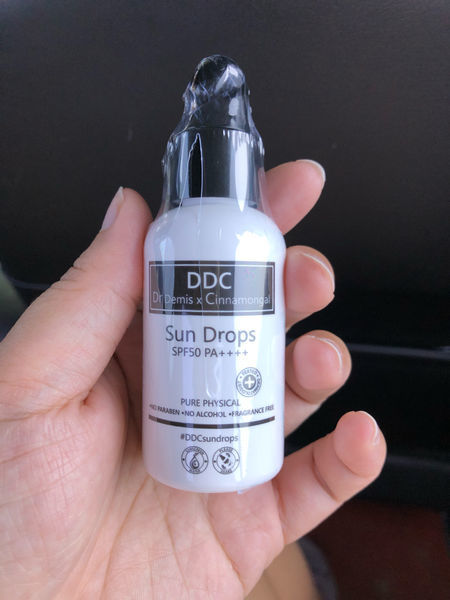 DDC
Dr Demis x Cinnamongal
Sun Drops
SPF50 PA++++
PURE PHYSICAL
•NO PARABEN •NO ALCOHOL •FRAGRANCE FREE
#DDCsundrops